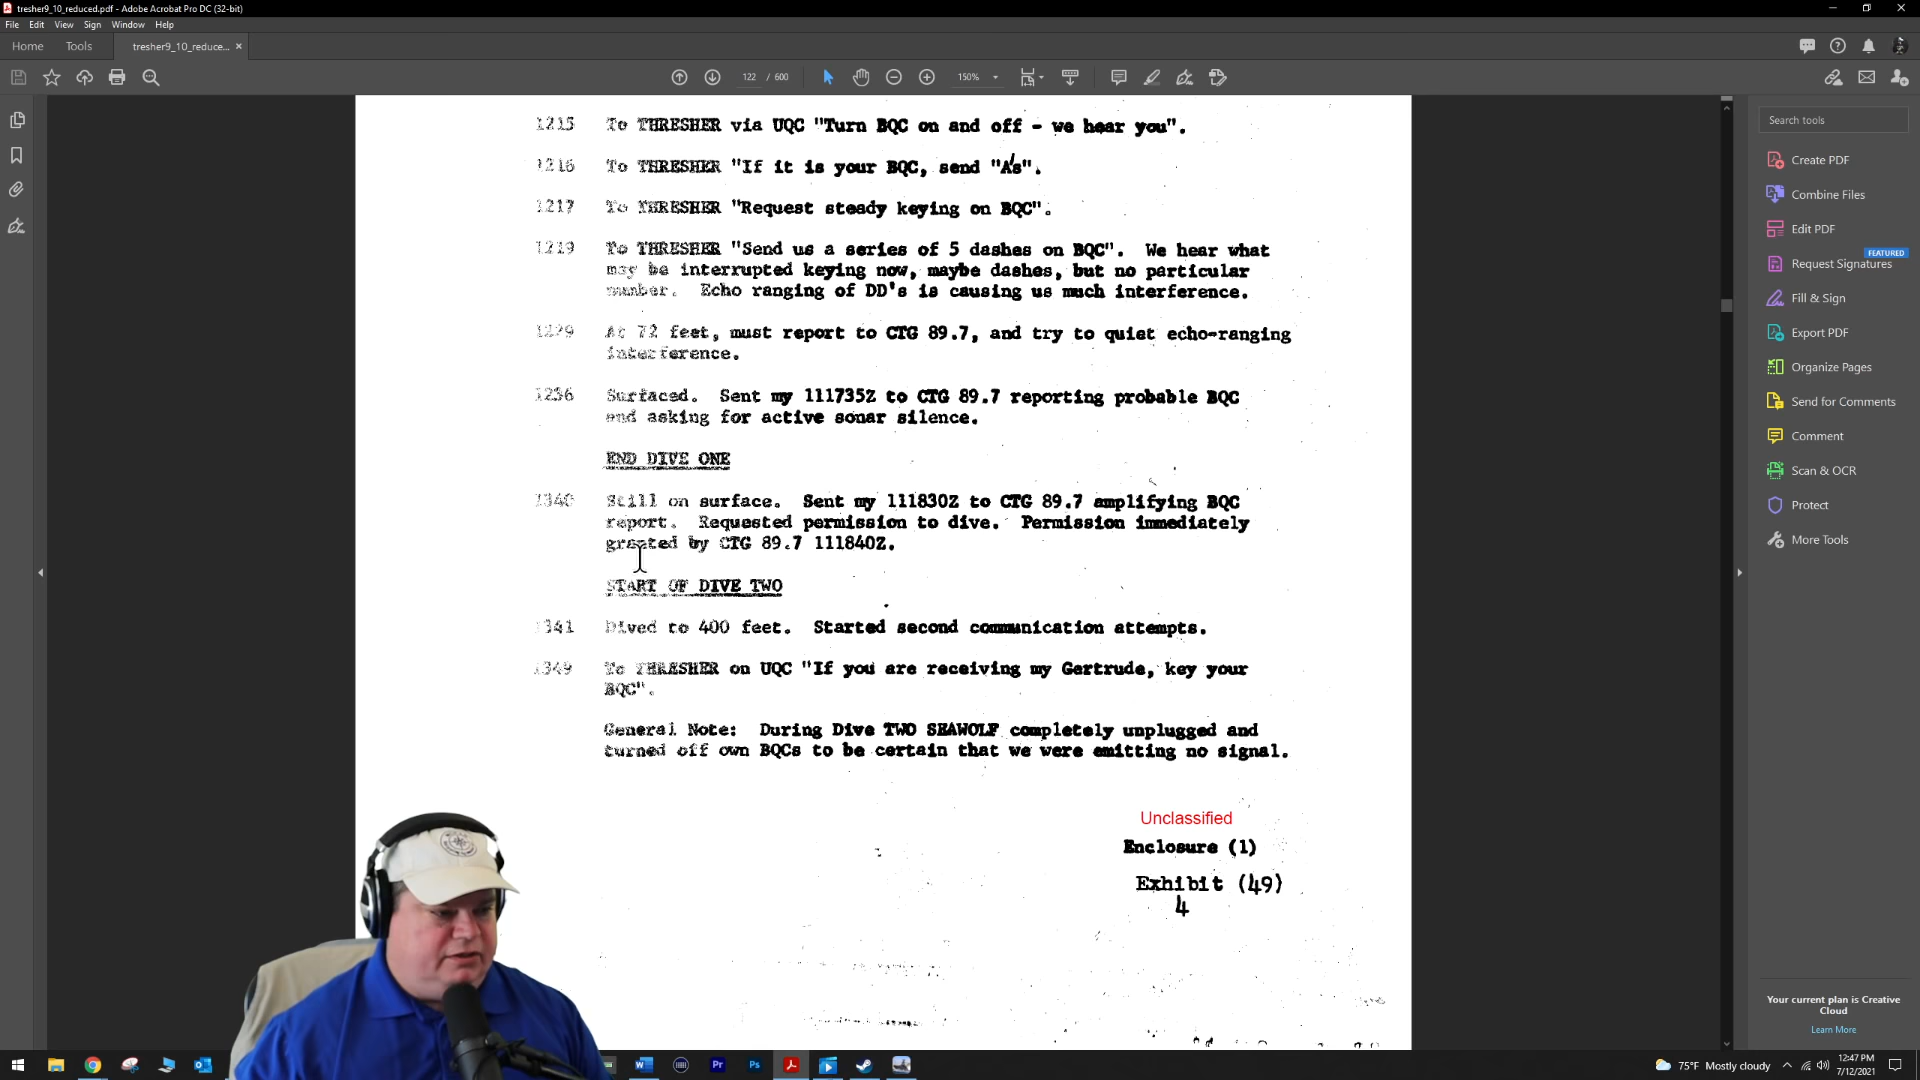 tresher9_10_reduced.pdf - Adobe Acrobat Pro DC (32-bit)
File Edit View Sign Window Help
Home Tools tresher9_10_reduce... ×
122 / 600 150%
1215 To THRESHER via UQC "Turn BQC on and off - we hear you".
1216 To THRESHER "If it is your BQC, send "A's".
1217 To THRESHER "Request steady keying on BQC".
1219 To THRESHER "Send us a series of 5 dashes on BQC". We hear what
may be interrupted keying now, maybe dashes, but no particular
number. Echo ranging of DD's is causing us much interference.
1229 At 72 feet, must report to CTG 89.7, and try to quiet echo-ranging
interference.
1236 Surfaced. Sent my 111735Z to CTG 89.7 reporting probable BQC
and asking for active sonar silence.
END DIVE ONE
1340 Still on surface. Sent my 111830Z to CTG 89.7 amplifying BQC
report. Requested permission to dive. Permission immediately
granted by CTG 89.7 111840Z.
START OF DIVE TWO
1341 Dived to 400 feet. Started second communication attempts.
1349 To THRESHER on UQC "If you are receiving my Gertrude, key your
BQC".
General Note: During Dive TWO SEAWOLF completely unplugged and
turned off own BQCs to be certain that we were emitting no signal.
Unclassified
Enclosure (1)
Exhibit (49)
4
Search tools
Create PDF
Combine Files
Edit PDF
FEATURED
Request Signatures
Fill & Sign
Export PDF
Organize Pages
Send for Comments
Comment
Scan & OCR
Protect
More Tools
Your current plan is Creative
Cloud
Learn More
75°F Mostly cloudy
12:47 PM
7/12/2021